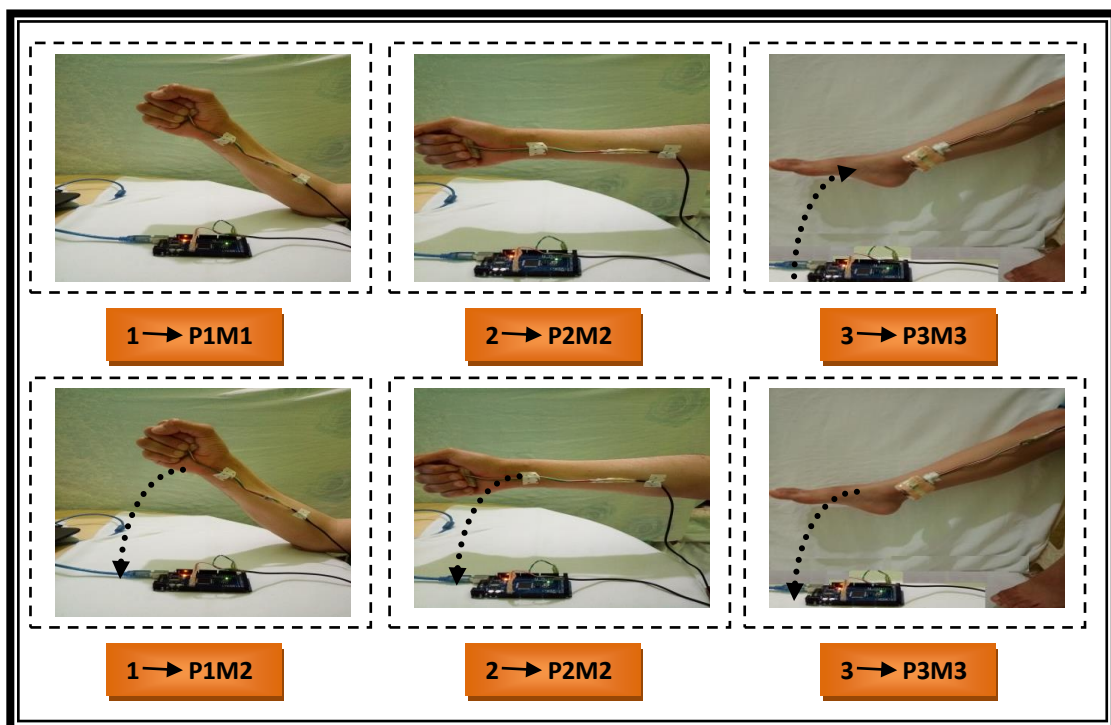 1 → P1M1
2 → P2M2
3 → P3M3
1 → P1M2
2 → P2M2
3 → P3M3